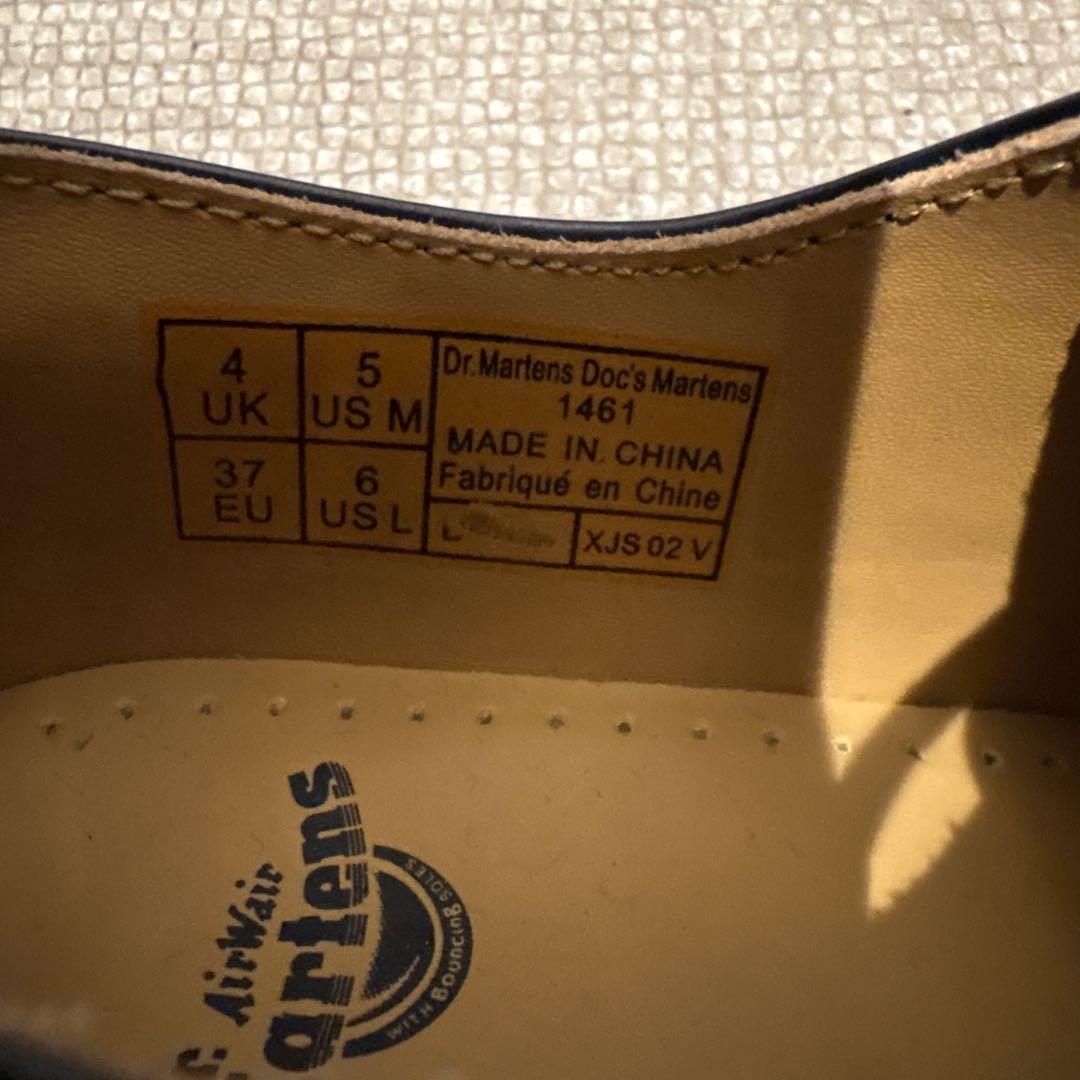 4
UK
5
US M
37
EU
6
US L
Dr.Martens Doc's Martens
1461
MADE IN. CHINA
Fabriqué en Chine
XJS 02 V
AirWair
artens
WITH BOUNCING SOLES